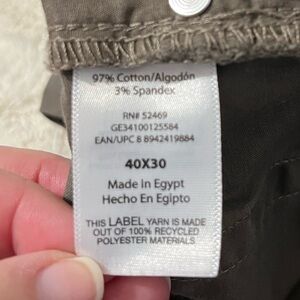 97% Cotton/Algodón
3% Spandex
RN# 52469
GE34100125584
EAN/UPC 8 8942419884
40X30
Made in Egypt
Hecho En Egipto
THIS LABEL YARN IS MADE
OUT OF 100% RECYCLED
POLYESTER MATERIALS